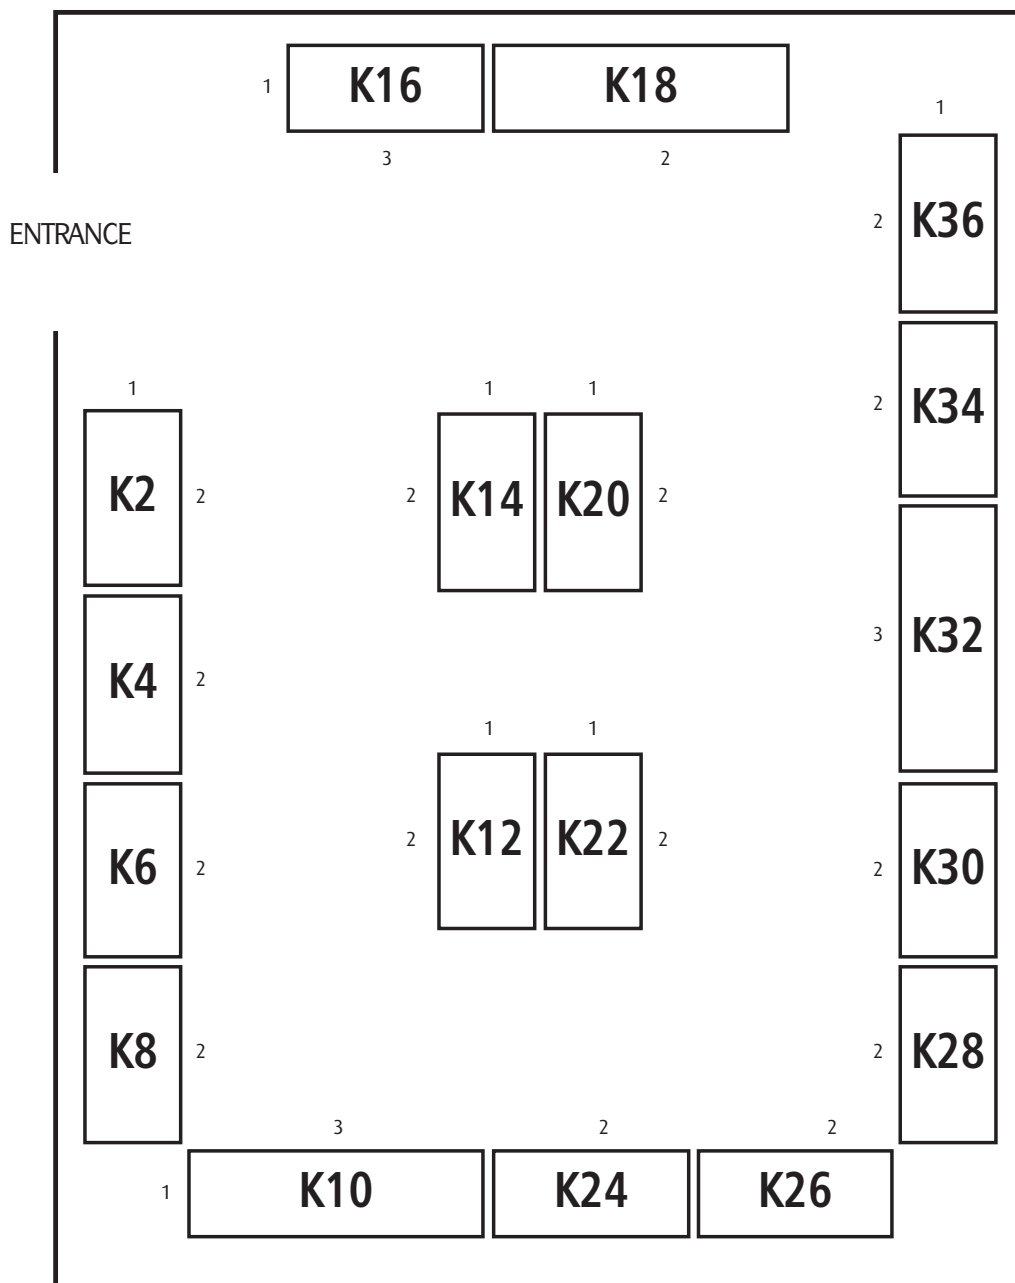 1 K16 K18
1
3 2
K36
2
ENTRANCE
K34
2
1 1 1
K2 2
2 K14 K20 2
K32
3
K4 2
1 1
2 K12 K22 2
K6 2
2 K30
K8 2
2 K28
3 2 2
1 K10 K24 K26